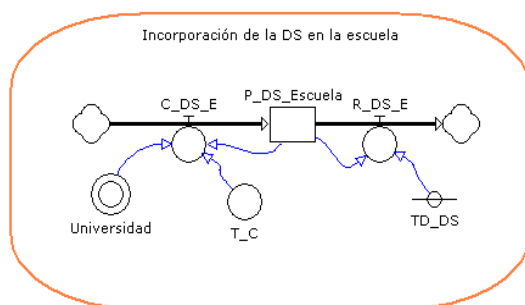 Incorporación de la DS en la escuela
P_DS_Escuela
C_DS_E
R_DS_E
Universidad
T_C
TD_DS